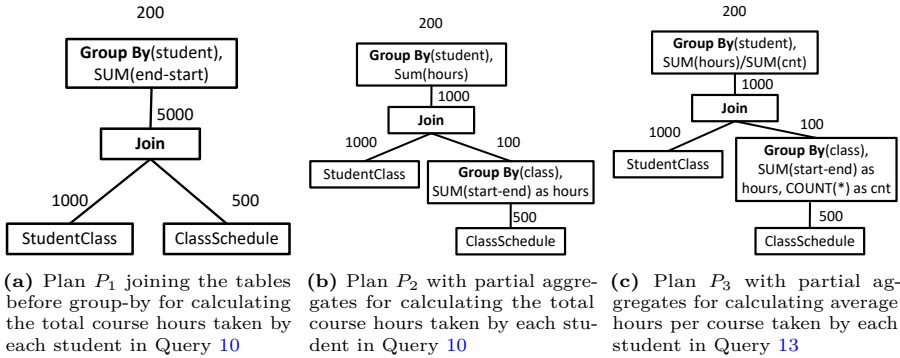 200
Group By(student),
SUM(end-start)
5000
Join
1000
500
StudentClass
ClassSchedule
(a) Plan P1 joining the tables
before group-by for calculating
the total course hours taken by
each student in Query 10
200
Group By(student),
Sum(hours)
1000
Join
1000
100
StudentClass
Group By(class),
SUM(start-end) as hours
500
ClassSchedule
(b) Plan P2 with partial aggre-
gates for calculating the total
course hours taken by each stu-
dent in Query 10
200
Group By(student),
SUM(hours)/SUM(cnt)
1000
Join
1000
100
StudentClass
Group By(class),
SUM(start-end) as
hours, COUNT(*) as cnt
500
ClassSchedule
(c) Plan P3 with partial ag-
gregates for calculating average
hours per course taken by each
student in Query 13